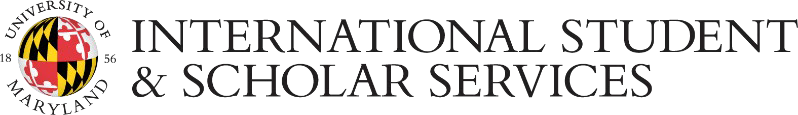 UNIVERSITY OF
18 56
MARYLAND
INTERNATIONAL STUDENT
& SCHOLAR SERVICES